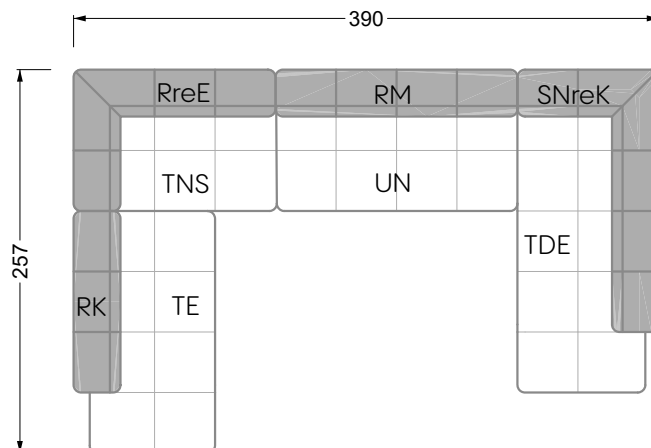 390
RreE RM SNreK
TNS UN
TDE
257
RK TE